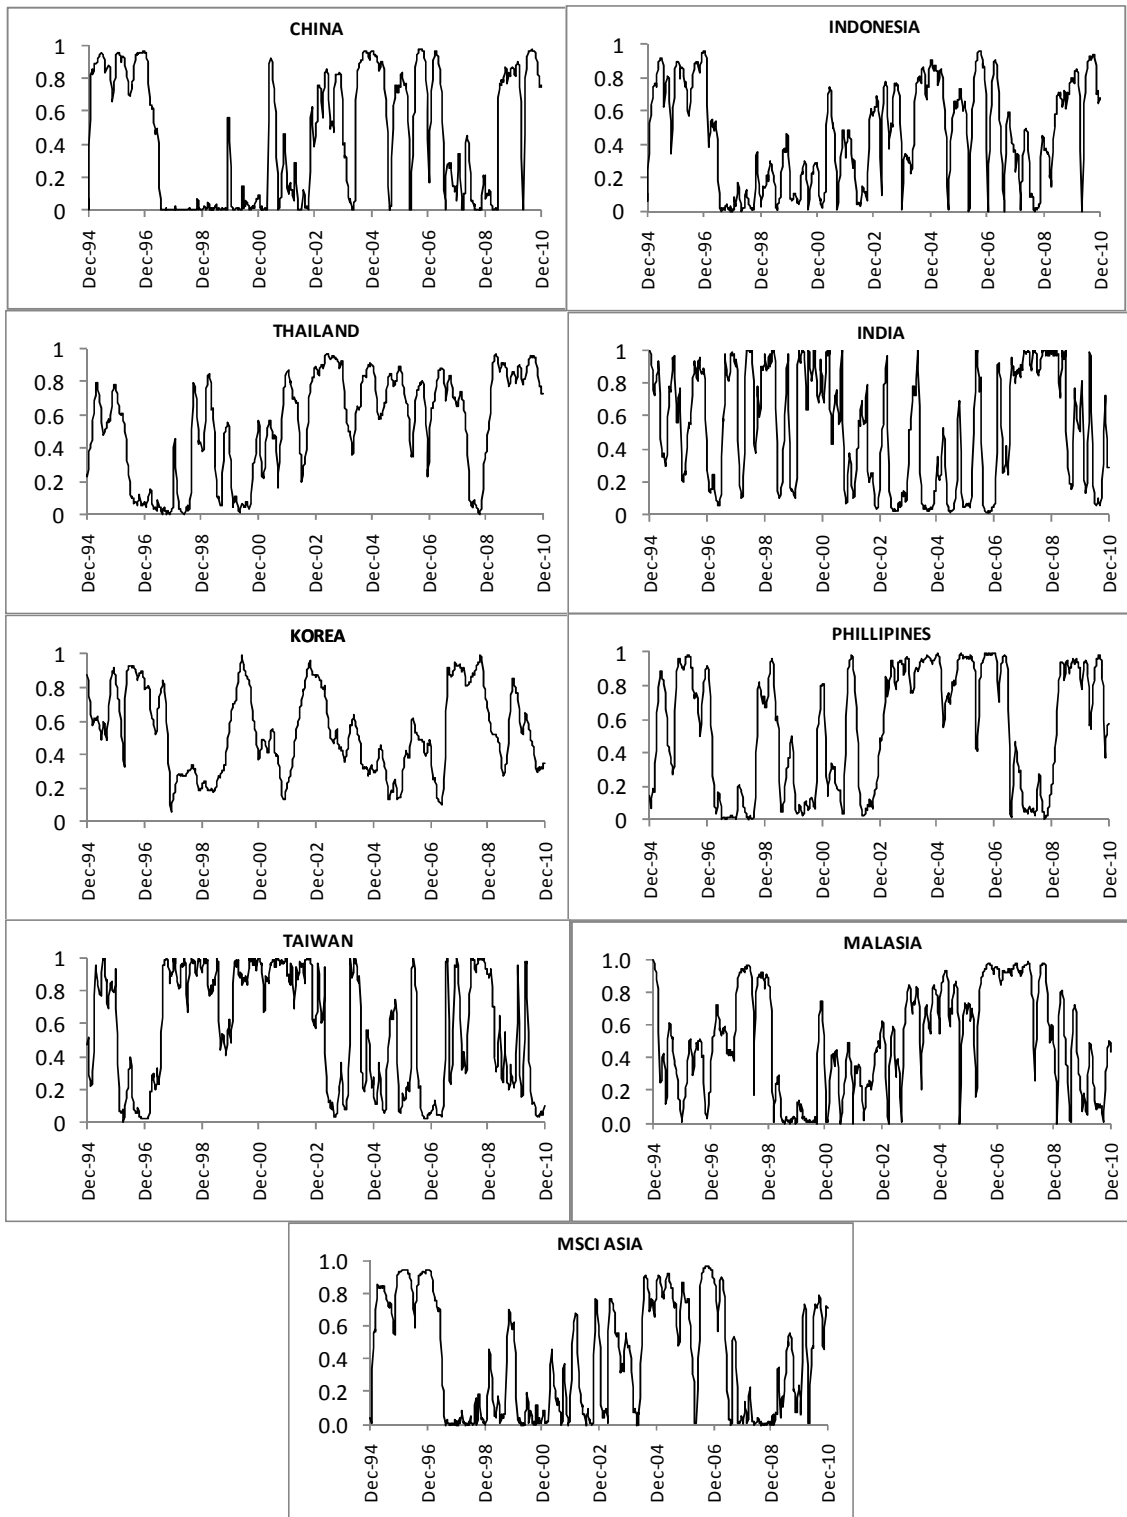 CHINA
1
0.8
0.6
0.4
0.2
0
Dec-94
Dec-96
Dec-98
Dec-00
Dec-02
Dec-04
Dec-06
Dec-08
Dec-10
INDONESIA
1
0.8
0.6
0.4
0.2
0
Dec-94
Dec-96
Dec-98
Dec-00
Dec-02
Dec-04
Dec-06
Dec-08
Dec-10
THAILAND
1
0.8
0.6
0.4
0.2
0
Dec-94
Dec-96
Dec-98
Dec-00
Dec-02
Dec-04
Dec-06
Dec-08
Dec-10
INDIA
1
0.8
0.6
0.4
0.2
0
Dec-94
Dec-96
Dec-98
Dec-00
Dec-02
Dec-04
Dec-06
Dec-08
Dec-10
KOREA
1
0.8
0.6
0.4
0.2
0
Dec-94
Dec-96
Dec-98
Dec-00
Dec-02
Dec-04
Dec-06
Dec-08
Dec-10
PHILLIPINES
1
0.8
0.6
0.4
0.2
0
Dec-94
Dec-96
Dec-98
Dec-00
Dec-02
Dec-04
Dec-06
Dec-08
Dec-10
TAIWAN
1
0.8
0.6
0.4
0.2
0
Dec-94
Dec-96
Dec-98
Dec-00
Dec-02
Dec-04
Dec-06
Dec-08
Dec-10
MALASIA
1.0
0.8
0.6
0.4
0.2
0.0
Dec-94
Dec-96
Dec-98
Dec-00
Dec-02
Dec-04
Dec-06
Dec-08
Dec-10
MSCI ASIA
1.0
0.8
0.6
0.4
0.2
0.0
Dec-94
Dec-96
Dec-98
Dec-00
Dec-02
Dec-04
Dec-06
Dec-08
Dec-10